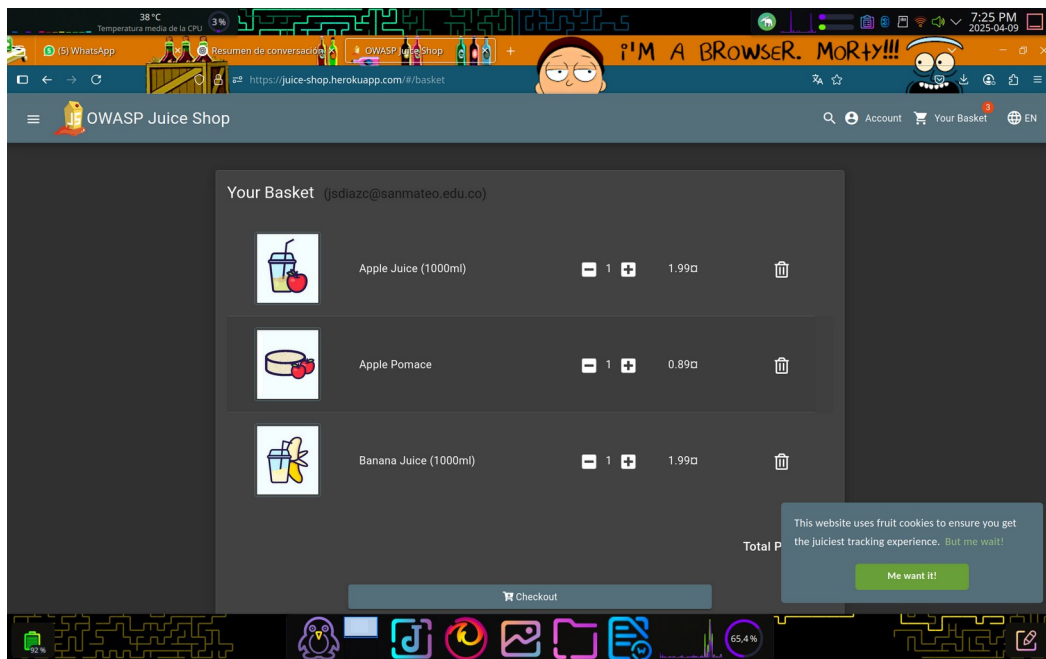 38°C
Temperatura media de la CPU
3%
7:25 PM
2025-04-09
(5) WhatsApp
Resumen de conversación
OWASP Juice Shop
i'M A BROWSER. MORTY!!!
https://juice-shop.herokuapp.com/#/basket
OWASP Juice Shop
Account
Your Basket
3
EN
Your Basket (jsdiazc@sanmateo.edu.co)
Apple Juice (1000ml) 1 1.99¤
Apple Pomace 1 0.89¤
Banana Juice (1000ml) 1 1.99¤
Total P
This website uses fruit cookies to ensure you get
the juiciest tracking experience. But me wait!
Me want it!
Checkout
92 %
65,4 %